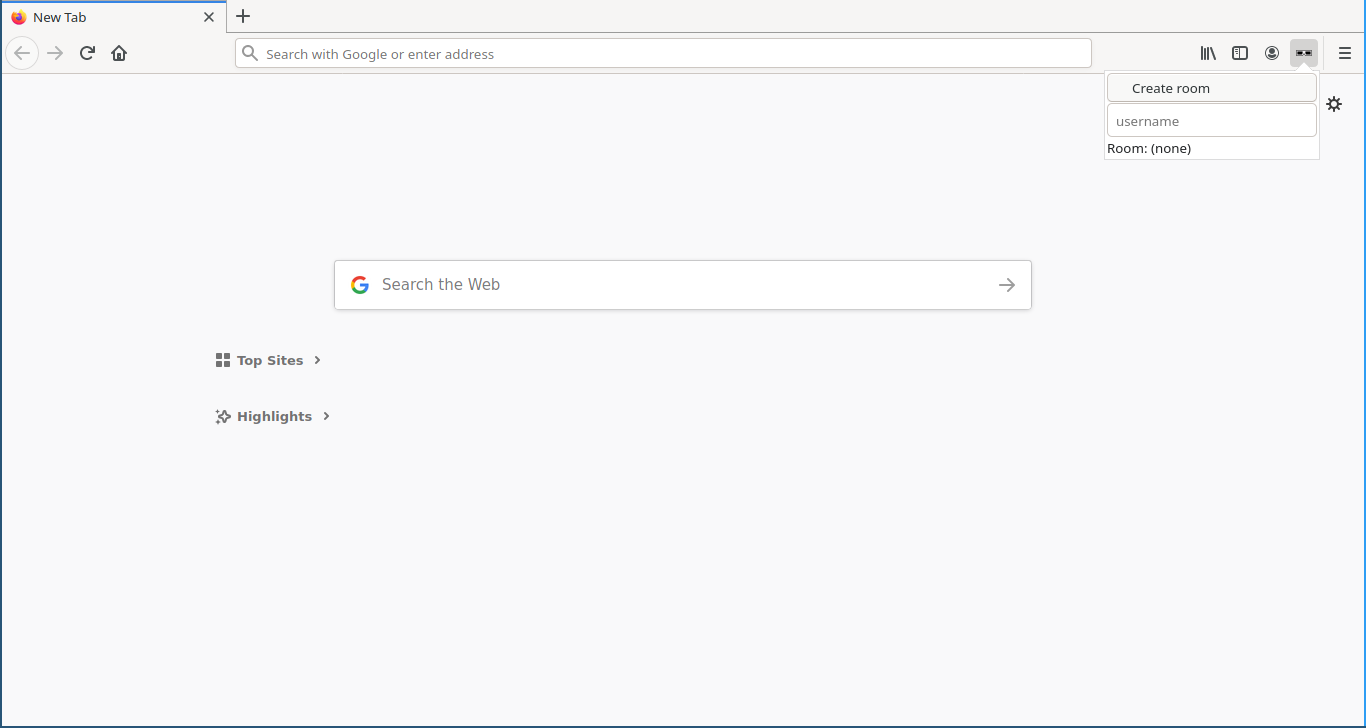 New Tab
Search with Google or enter address
Create room
username
Room: (none)
Search the Web
Top Sites
Highlights